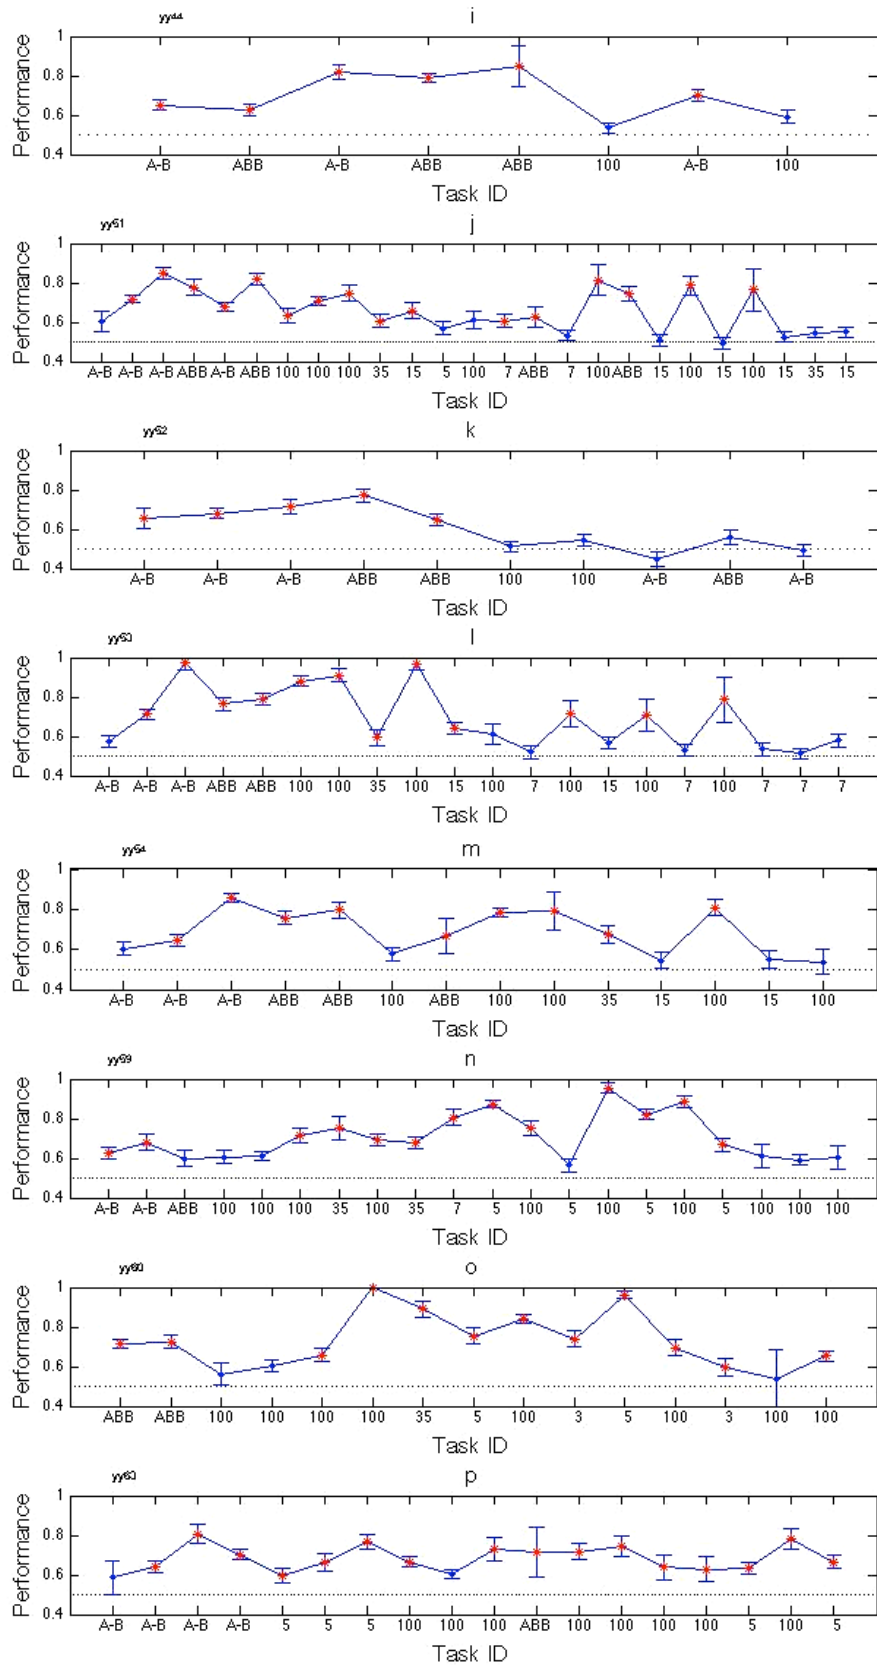 yy44 i
1
0.8
0.6
0.4
Performance
A-B ABB A-B ABB ABB 100 A-B 100
Task ID
yy51 j
1
0.8
0.6
0.4
Performance
A-B A-B A-B ABB A-B ABB 100 100 100 35 15 5 100 7 ABB 7 100 ABB 15 100 15 100 15 35 15
Task ID
yy52 k
1
0.8
0.6
0.4
Performance
A-B A-B A-B ABB ABB 100 100 A-B ABB A-B
Task ID
yy53 l
1
0.8
0.6
0.4
Performance
A-B A-B A-B ABB ABB 100 100 35 100 15 100 7 100 15 100 7 100 7 7 7
Task ID
yy54 m
1
0.8
0.6
0.4
Performance
A-B A-B A-B ABB ABB 100 ABB 100 100 35 15 100 15 100
Task ID
yy59 n
1
0.8
0.6
0.4
Performance
A-B A-B ABB 100 100 100 35 100 35 7 5 100 5 100 5 100 5 100 100 100
Task ID
yy60 o
1
0.8
0.6
0.4
Performance
ABB ABB 100 100 100 100 35 5 100 3 5 100 3 100 100
Task ID
yy63 p
1
0.8
0.6
0.4
Performance
A-B A-B A-B A-B 5 5 5 100 100 100 ABB 100 100 100 100 5 100 5
Task ID